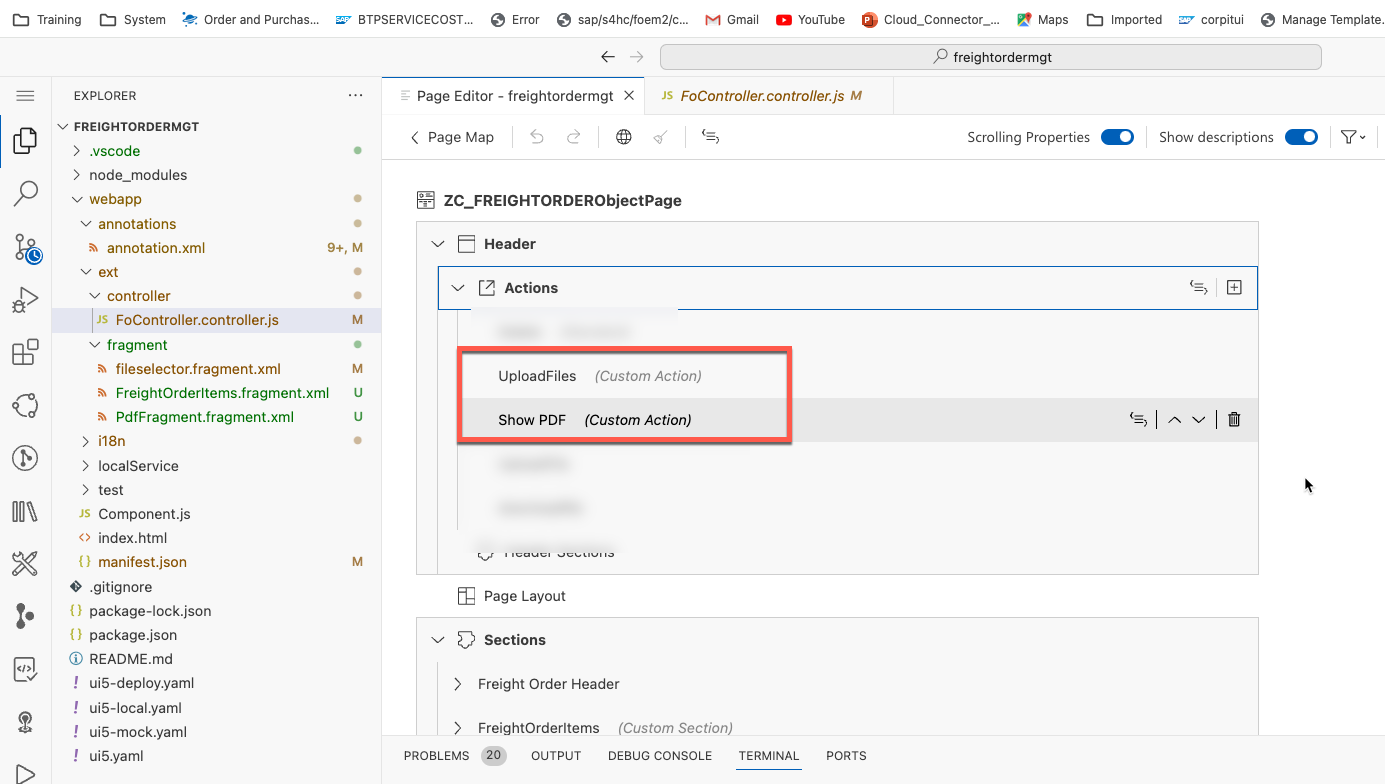 Training System Order and Purchas... BTPSERVICECOST... Error sap/s4hc/foem2/c... Gmail YouTube Cloud_Connector_... Maps Imported corpitui Manage Template.
freightordermgt
EXPLORER ...
Page Editor - freightordermgt
JS FoController.controller.js M
FREIGHTORDERMGT
.vscode
node_modules
webapp
annotations
annotation.xml 9+, M
ext
controller
JS FoController.controller.js M
fragment
fileselector.fragment.xml M
FreightOrderItems.fragment.xml U
PdfFragment.fragment.xml U
i18n
localService
test
JS Component.js
<> index.html
{} manifest.json M
.gitignore
{} package-lock.json
{} package.json
README.md
! ui5-deploy.yaml
! ui5-local.yaml
! ui5-mock.yaml
! ui5.yaml
Page Map
Scrolling Properties
Show descriptions
ZC_FREIGHTORDERObjectPage
Header
Actions
UploadFiles (Custom Action)
Show PDF (Custom Action)
Header Sections
Page Layout
Sections
Freight Order Header
FreightOrderItems (Custom Section)
PROBLEMS 20 OUTPUT DEBUG CONSOLE TERMINAL PORTS